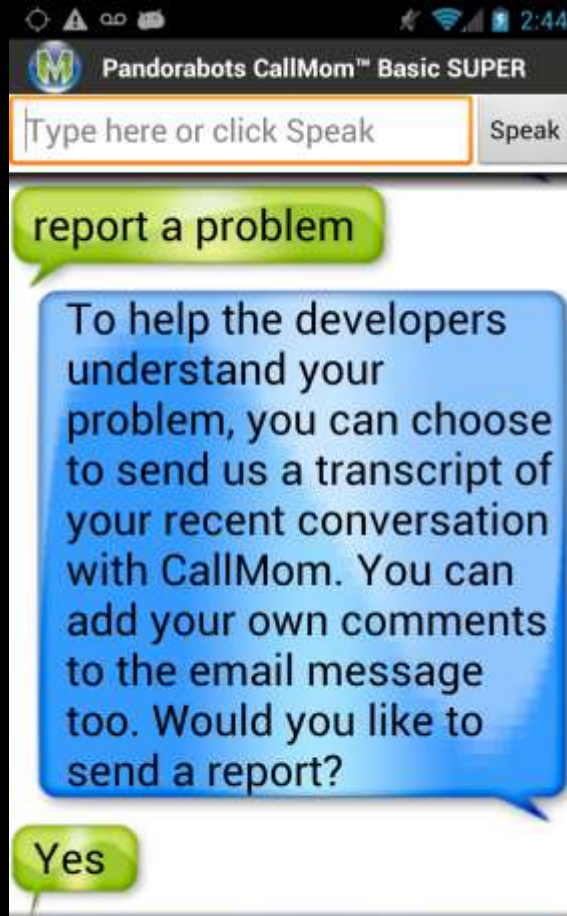 2:44
Pandorabots CallMom™ Basic SUPER
Type here or click Speak
Speak
report a problem
To help the developers
understand your
problem, you can choose
to send us a transcript of
your recent conversation
with CallMom. You can
add your own comments
to the email message
too. Would you like to
send a report?
Yes